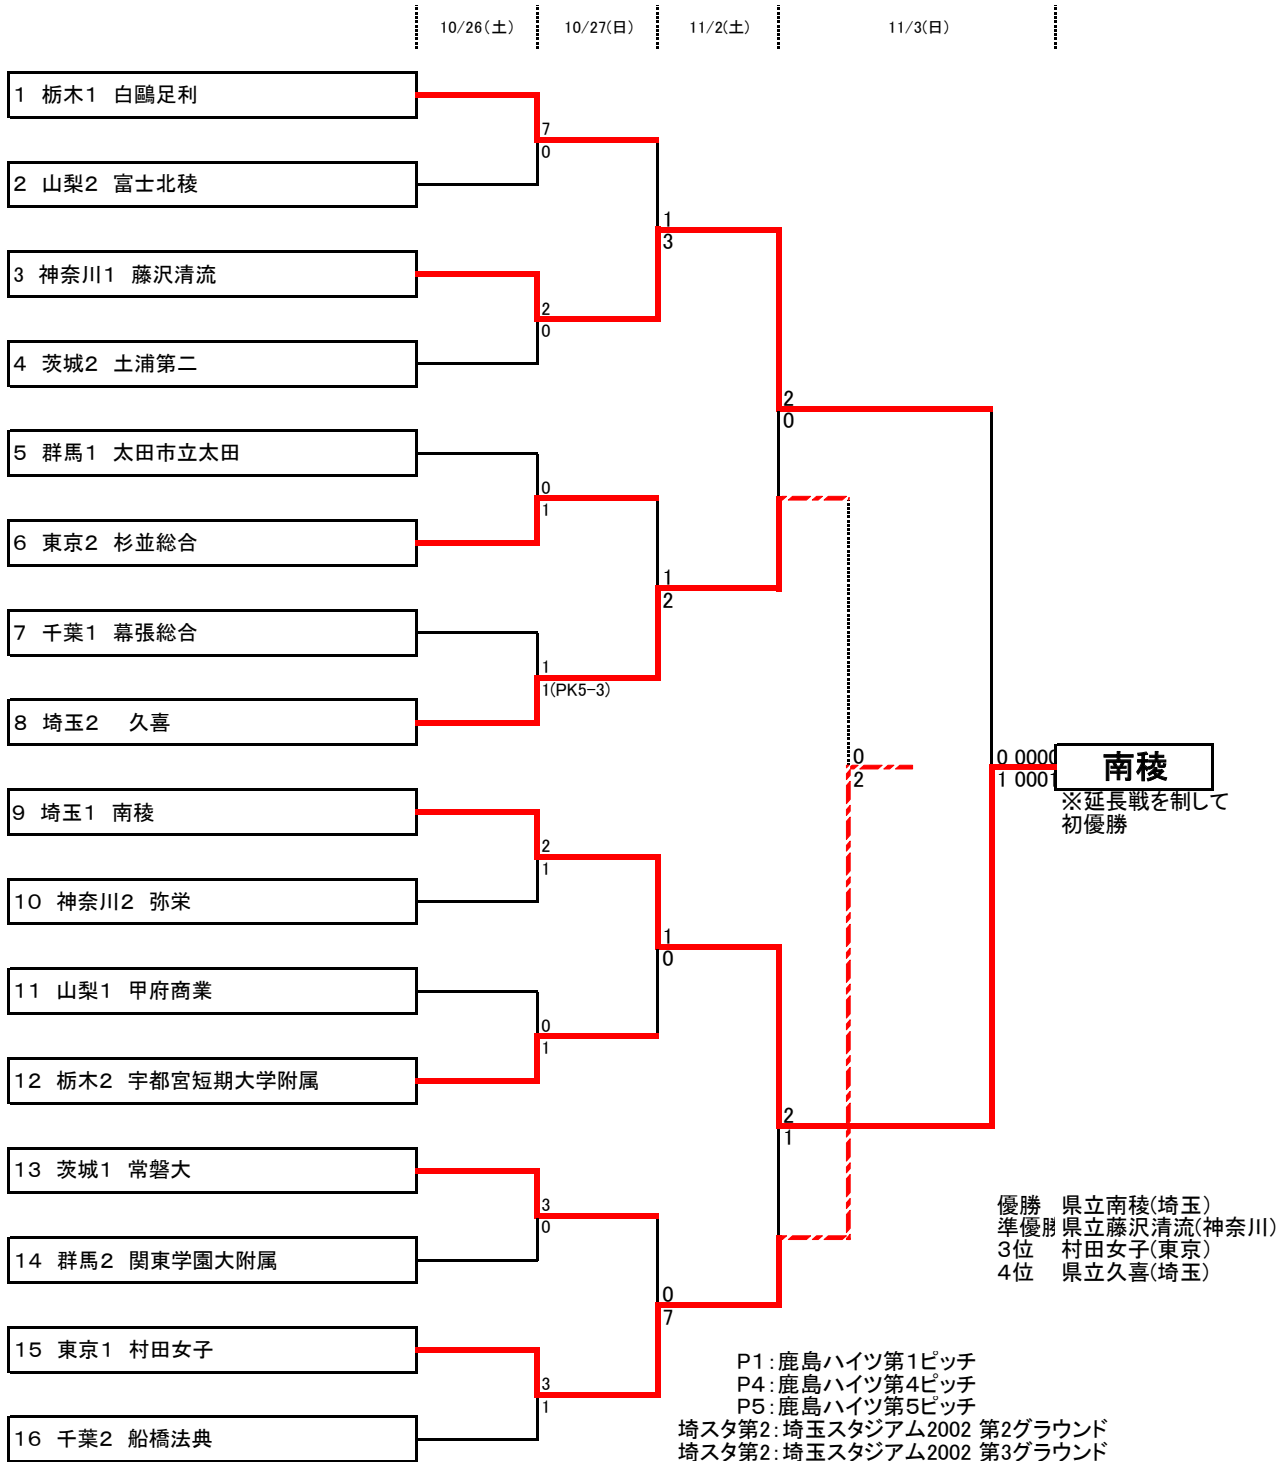 10/26(土) 10/27(日) 11/2(土) 11/3(日)
1 栃木1 白鷗足利
7
0
2 山梨2 富士北稜
1
3
3 神奈川1 藤沢清流
2
0
4 茨城2 土浦第二
2
0
5 群馬1 太田市立太田
0
1
6 東京2 杉並総合
1
2
7 千葉1 幕張総合
1
1(PK5-3)
8 埼玉2 久喜
0
2
0 0000
1 0001
南稜
※延長戦を制して
初優勝
9 埼玉1 南稜
2
1
10 神奈川2 弥栄
1
0
11 山梨1 甲府商業
0
1
12 栃木2 宇都宮短期大学附属
2
1
13 茨城1 常磐大
3
0
14 群馬2 関東学園大附属
0
7
15 東京1 村田女子
3
1
16 千葉2 船橋法典
優勝 県立南稜(埼玉)
準優勝 県立藤沢清流(神奈川)
3位 村田女子(東京)
4位 県立久喜(埼玉)
P1:鹿島ハイツ第1ピッチ
P4:鹿島ハイツ第4ピッチ
P5:鹿島ハイツ第5ピッチ
埼スタ第2:埼玉スタジアム2002 第2グラウンド
埼スタ第2:埼玉スタジアム2002 第3グラウンド